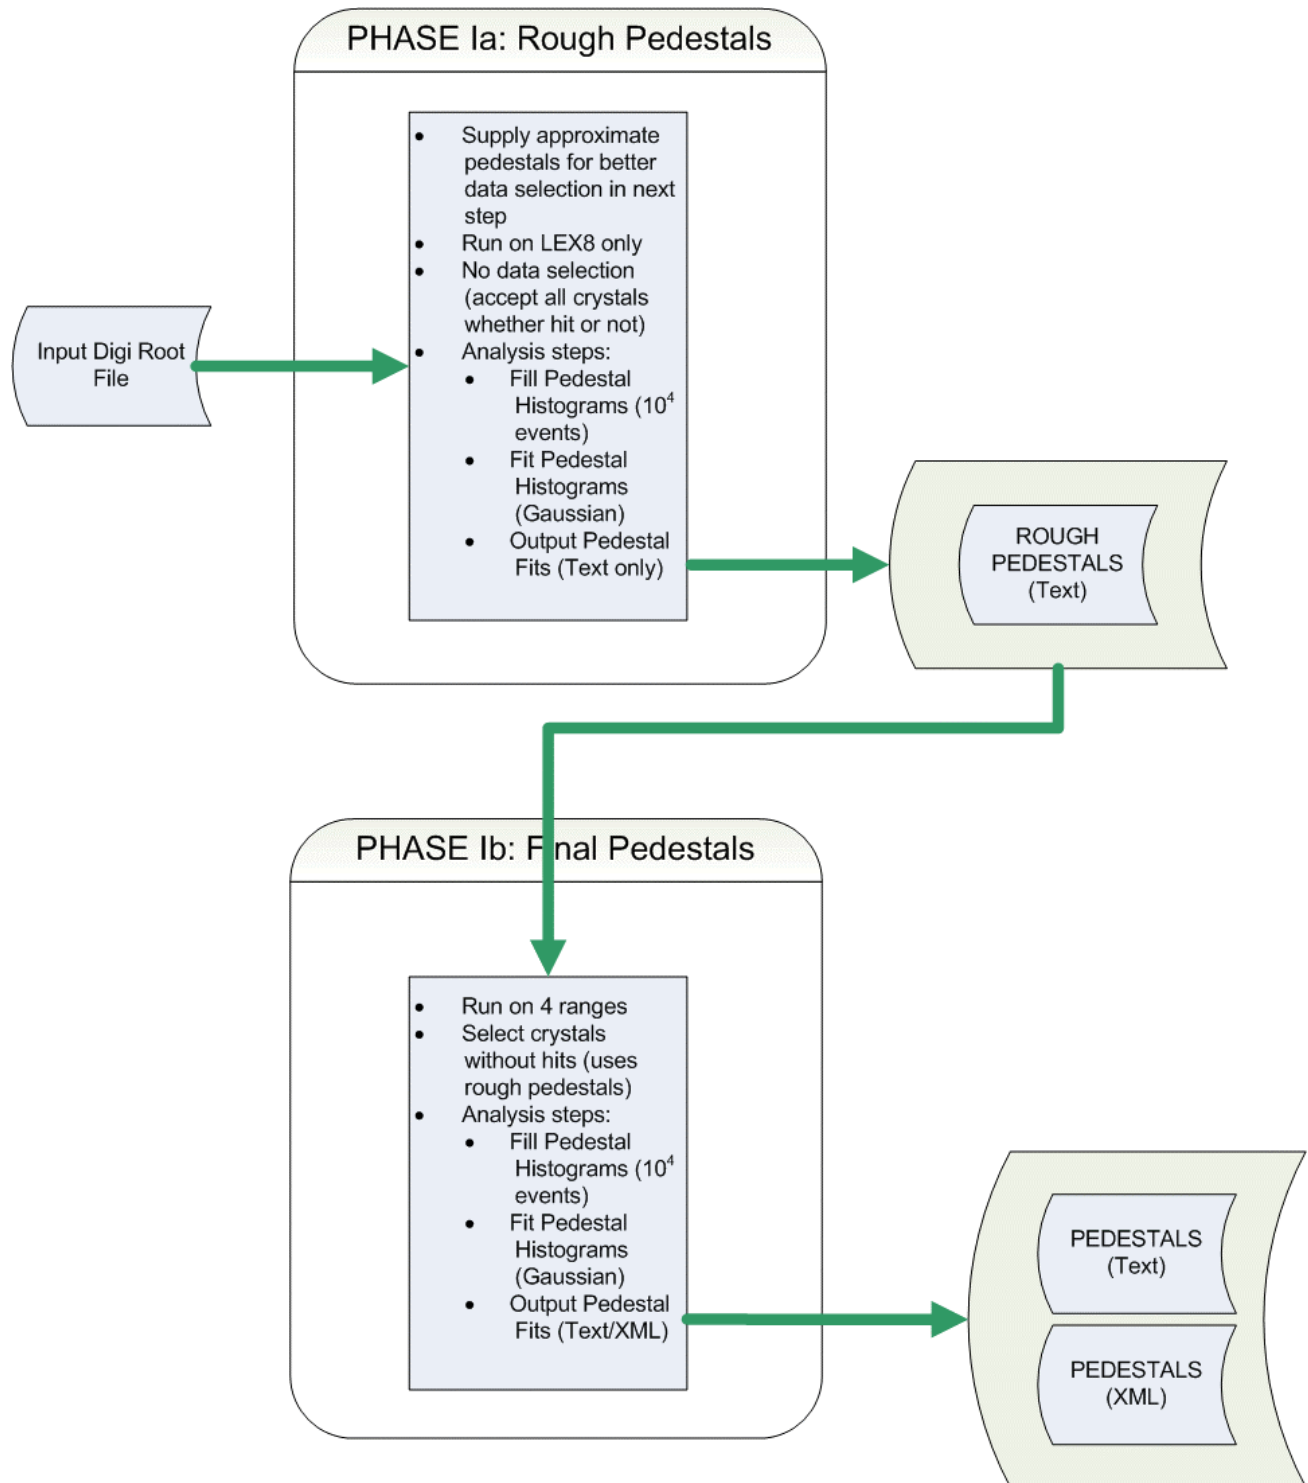 PHASE Ia: Rough Pedestals
• Supply approximate
pedestals for better
data selection in next
step
• Run on LEX8 only
• No data selection
(accept all crystals
whether hit or not)
• Analysis steps:
• Fill Pedestal
Histograms (10⁴
events)
• Fit Pedestal
Histograms
(Gaussian)
• Output Pedestal
Fits (Text only)
Input Digi Root
File
ROUGH
PEDESTALS
(Text)
PHASE Ib: Final Pedestals
• Run on 4 ranges
• Select crystals
without hits (uses
rough pedestals)
• Analysis steps:
• Fill Pedestal
Histograms (10⁴
events)
• Fit Pedestal
Histograms
(Gaussian)
• Output Pedestal
Fits (Text/XML)
PEDESTALS
(Text)
PEDESTALS
(XML)